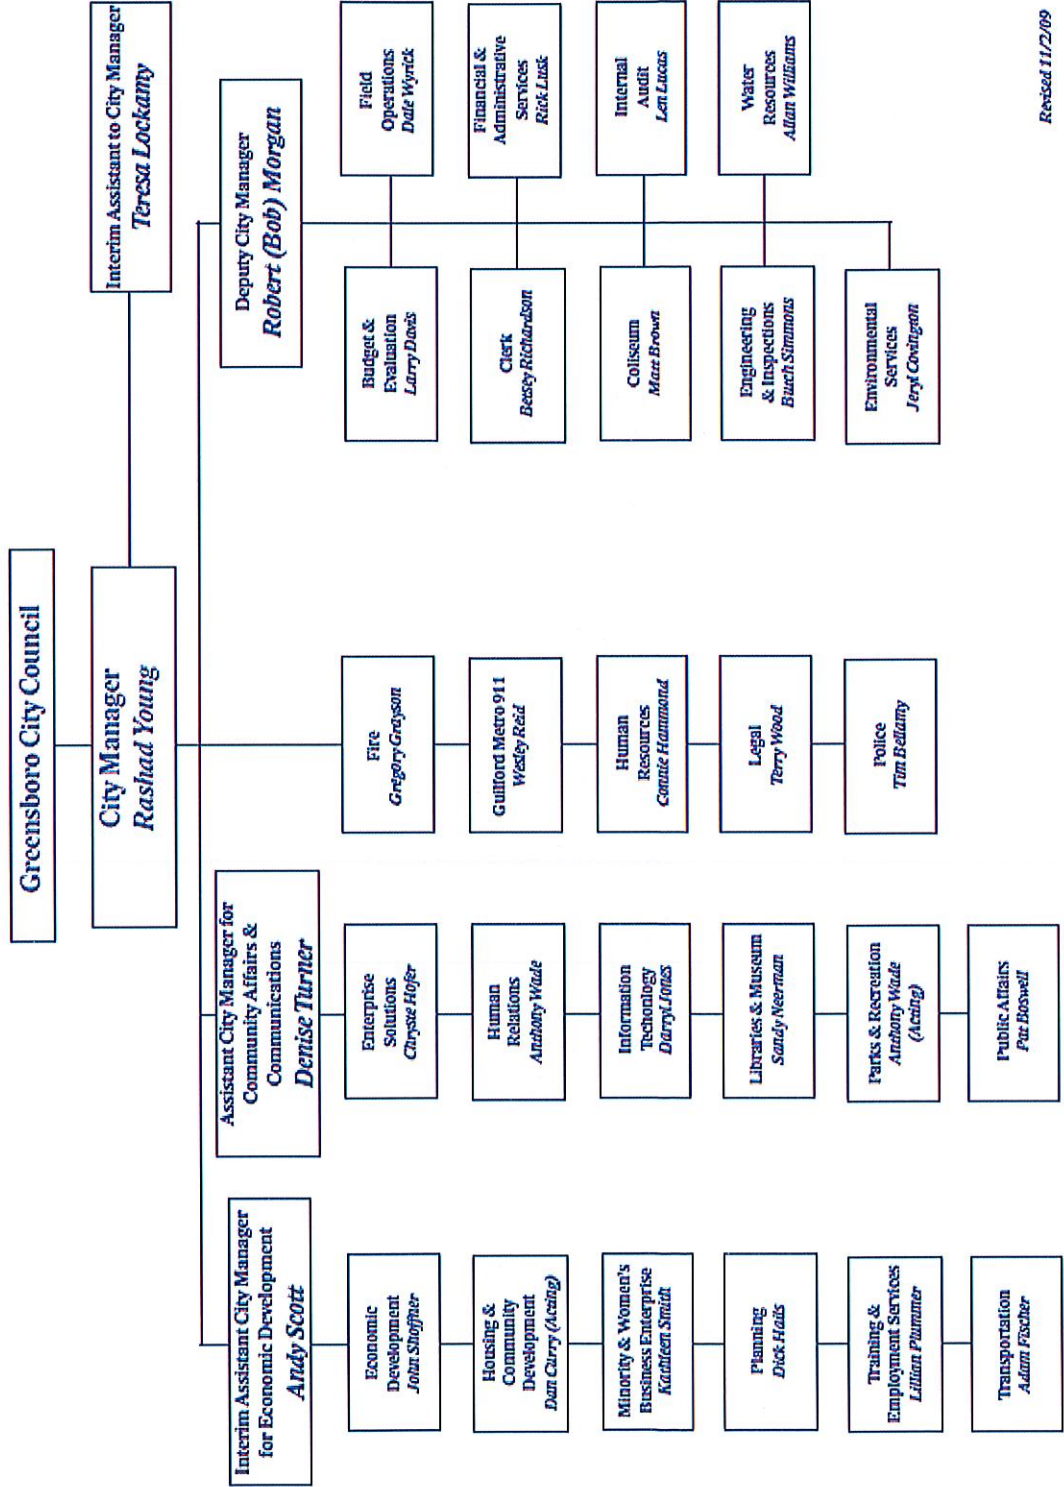 Greensboro City Council
City Manager
Rashad Young
Interim Assistant to City Manager
Teresa Lockamy
Interim Assistant City Manager
for Economic Development
Andy Scott
Economic
Development
John Shoffner
Housing &
Community
Development
Dan Curry (Acting)
Minority & Women's
Business Enterprise
Kathleen Smidt
Planning
Dick Hails
Training &
Employment Services
Lillian Plummer
Transportation
Adam Fischer
Assistant City Manager for
Community Affairs &
Communications
Denise Turner
Enterprise
Solutions
Chryste Hofer
Human
Relations
Anthony Wade
Information
Technology
Darryl Jones
Libraries & Museum
Sandy Neerman
Parks & Recreation
Anthony Wade
(Acting)
Public Affairs
Pat Boswell
Fire
Gregory Grayson
Guilford Metro 911
Wesley Reid
Human
Resources
Connie Hammond
Legal
Terry Wood
Police
Tim Bellamy
Deputy City Manager
Robert (Bob) Morgan
Budget &
Evaluation
Larry Davis
Field
Operations
Dale Wyrick
Clerk
Betsey Richardson
Financial &
Administrative
Services
Rick Lusk
Coliseum
Matt Brown
Internal
Audit
Len Lucas
Engineering
& Inspections
Butch Simmons
Water
Resources
Allan Williams
Environmental
Services
Jeryl Covington
Revised 11/2/09